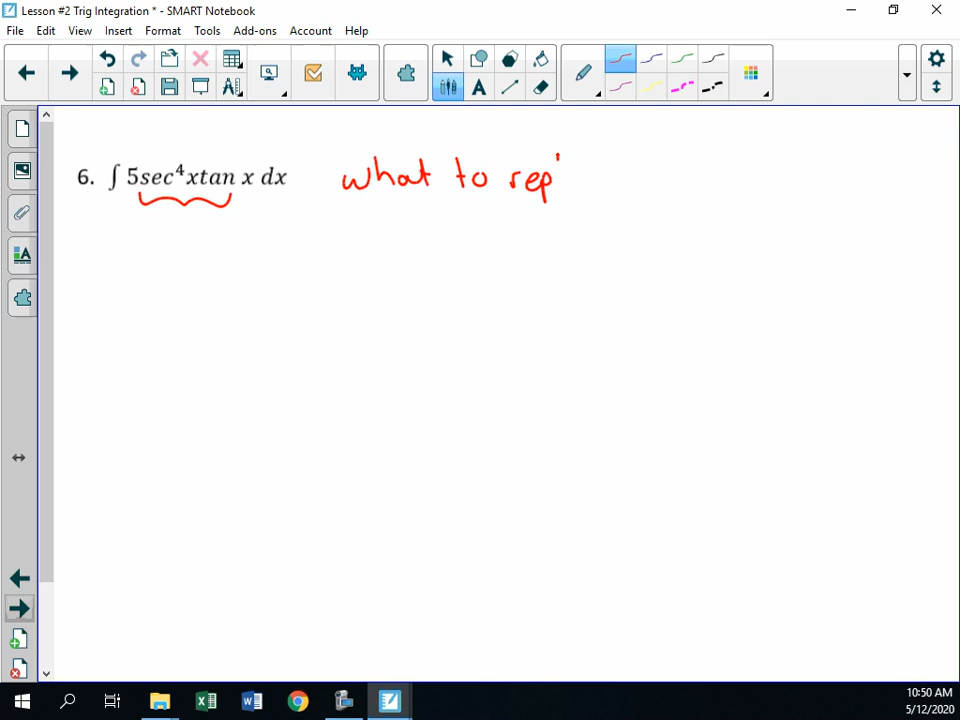 Lesson #2 Trig Integration * - SMART Notebook
File Edit View Insert Format Tools Add-ons Account Help
6. ∫ 5sec⁴xtan x dx what to rep
10:50 AM
5/12/2020